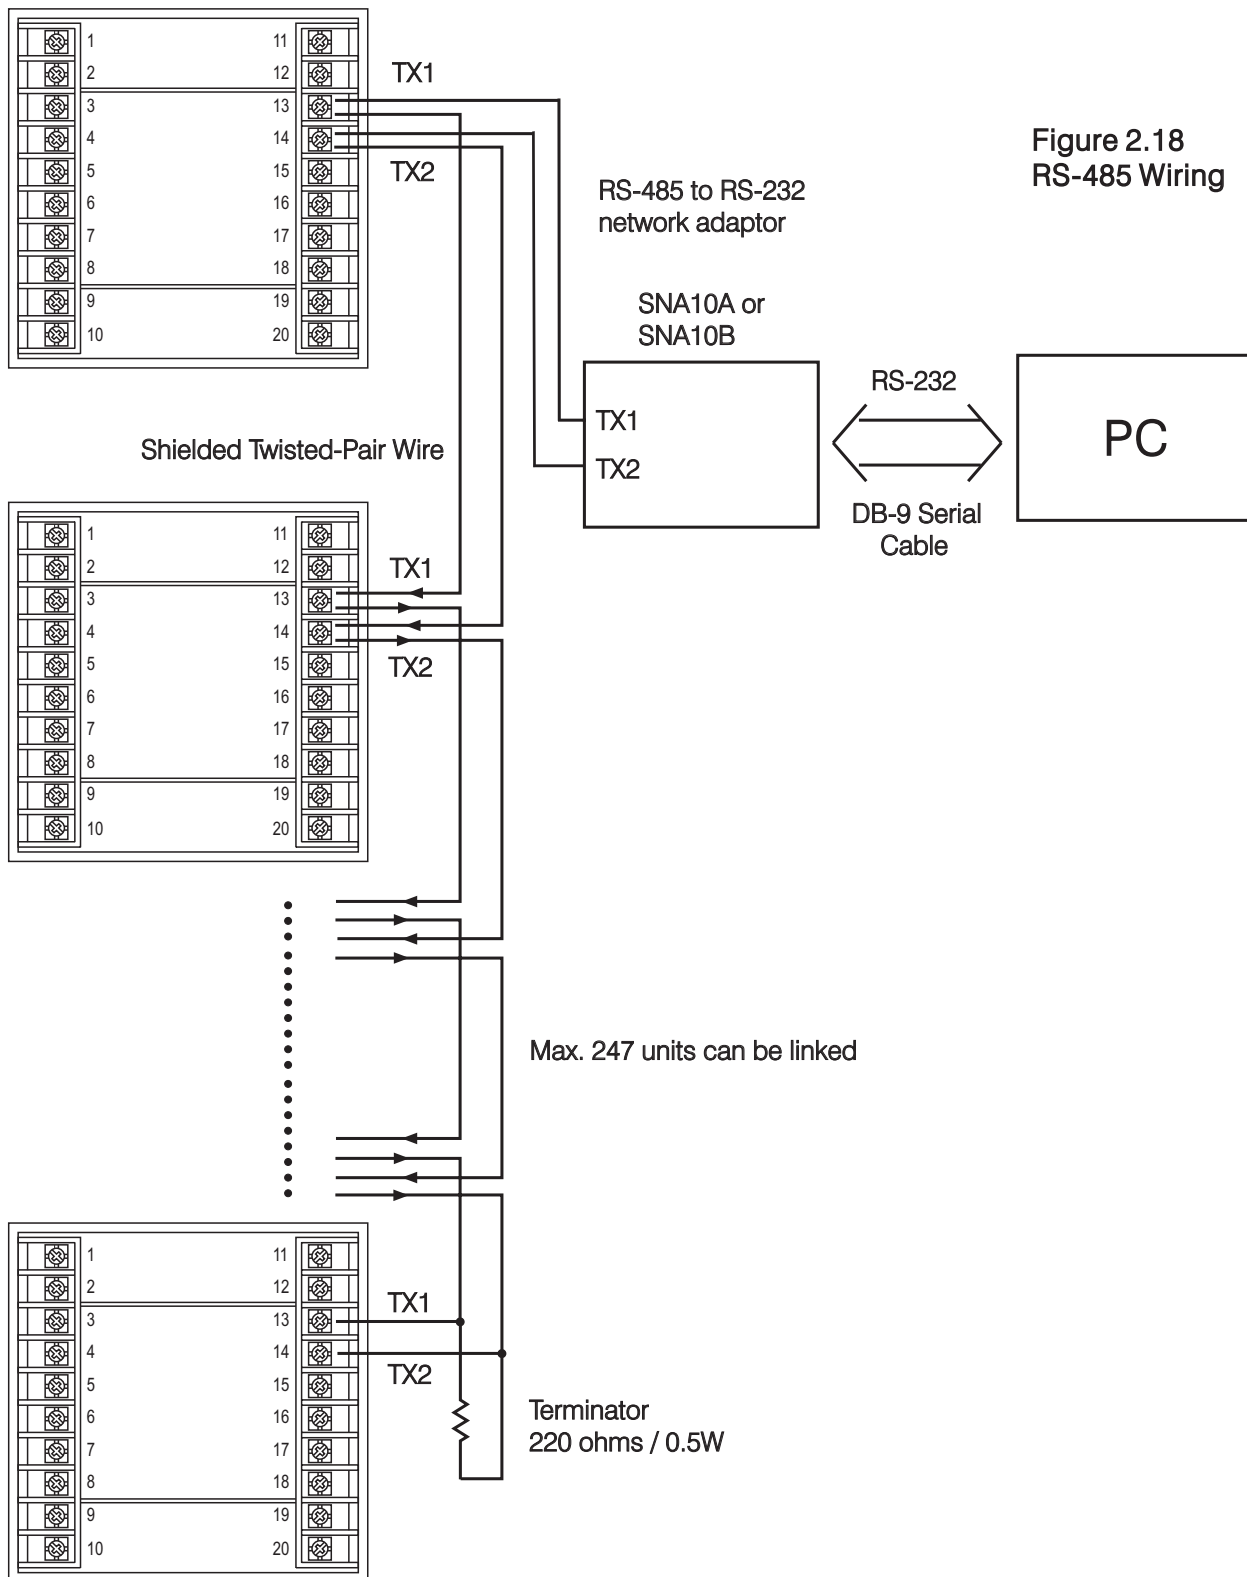 1 11
2 12
TX1
3 13
4 14
Figure 2.18
RS-485 Wiring
5 15
TX2
RS-485 to RS-232
network adaptor
6 16
7 17
8 18
9 19
SNA10A or
SNA10B
10 20
RS-232
TX1
PC
Shielded Twisted-Pair Wire
TX2
DB-9 Serial
Cable
1 11
2 12
TX1
3 13
4 14
5 15
TX2
6 16
7 17
8 18
9 19
10 20
Max. 247 units can be linked
1 11
2 12
TX1
3 13
4 14
TX2
5 15
6 16
Terminator
220 ohms / 0.5W
7 17
8 18
9 19
10 20